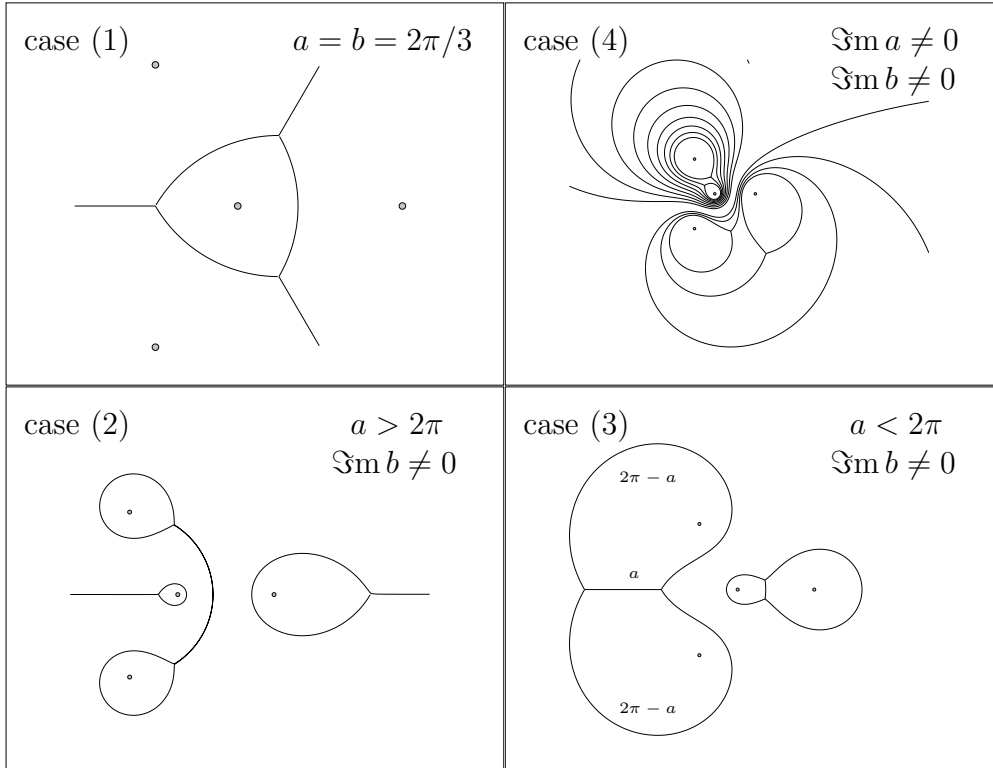 case (1)
a = b = 2π/3
case (4)
ℑm a ≠ 0
ℑm b ≠ 0
case (2)
a > 2π
ℑm b ≠ 0
case (3)
a < 2π
ℑm b ≠ 0
2π − a
a
2π − a